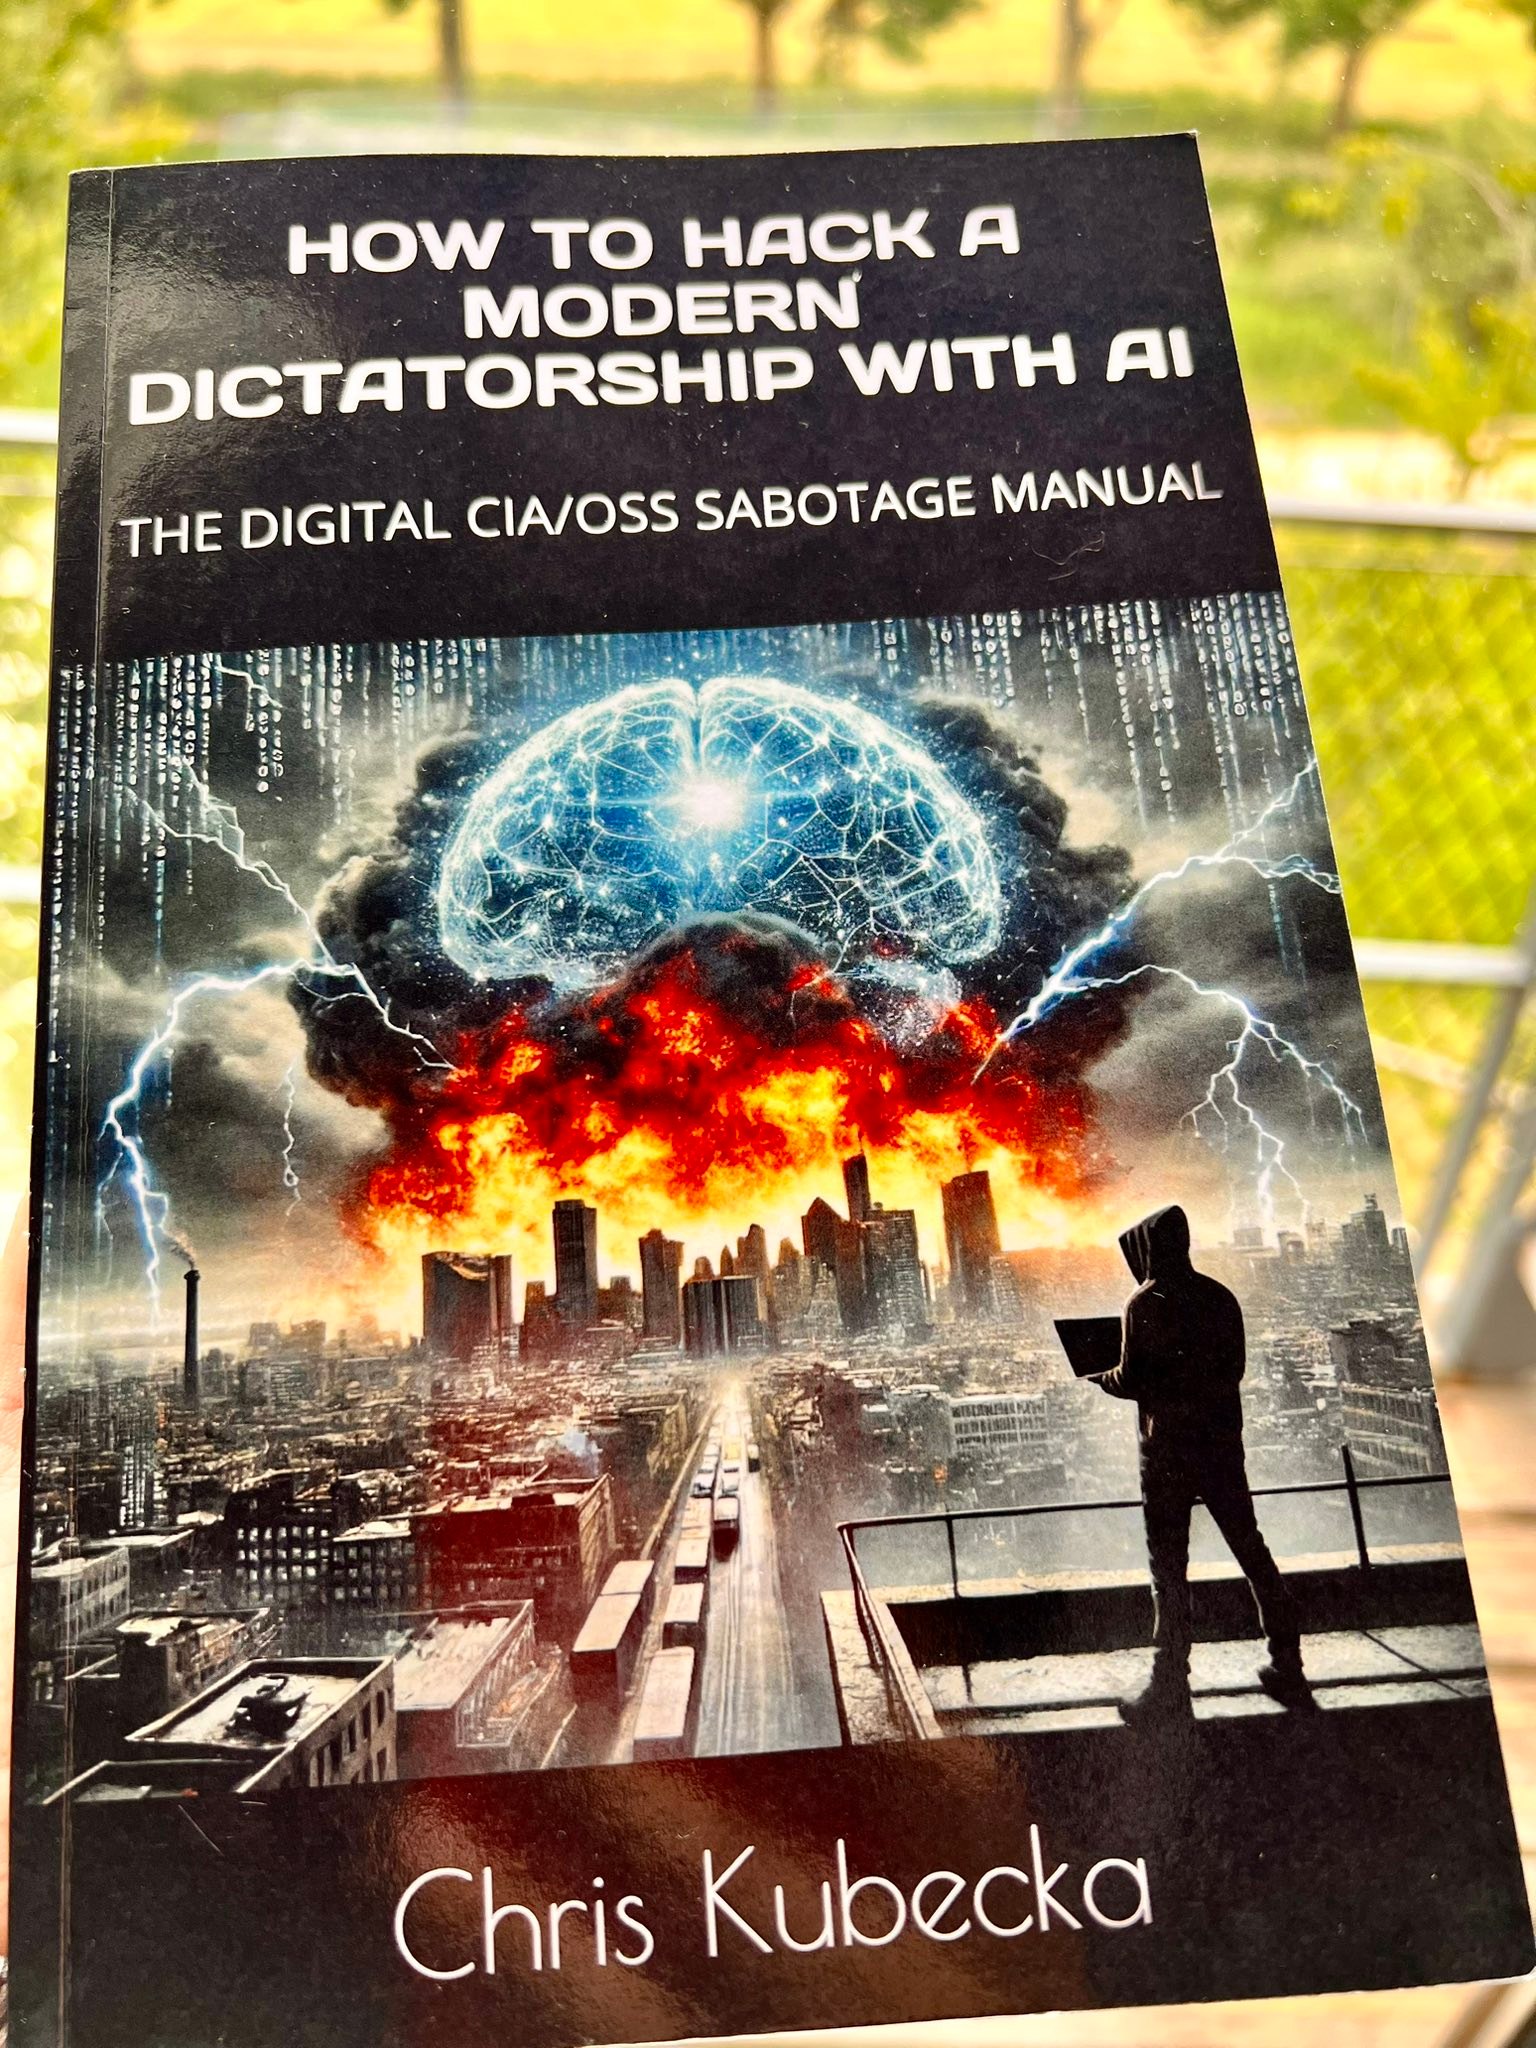 HOW TO HACK A
MODERN
DICTATORSHIP WITH AI
THE DIGITAL CIA/OSS SABOTAGE MANUAL
Chris Kubecka